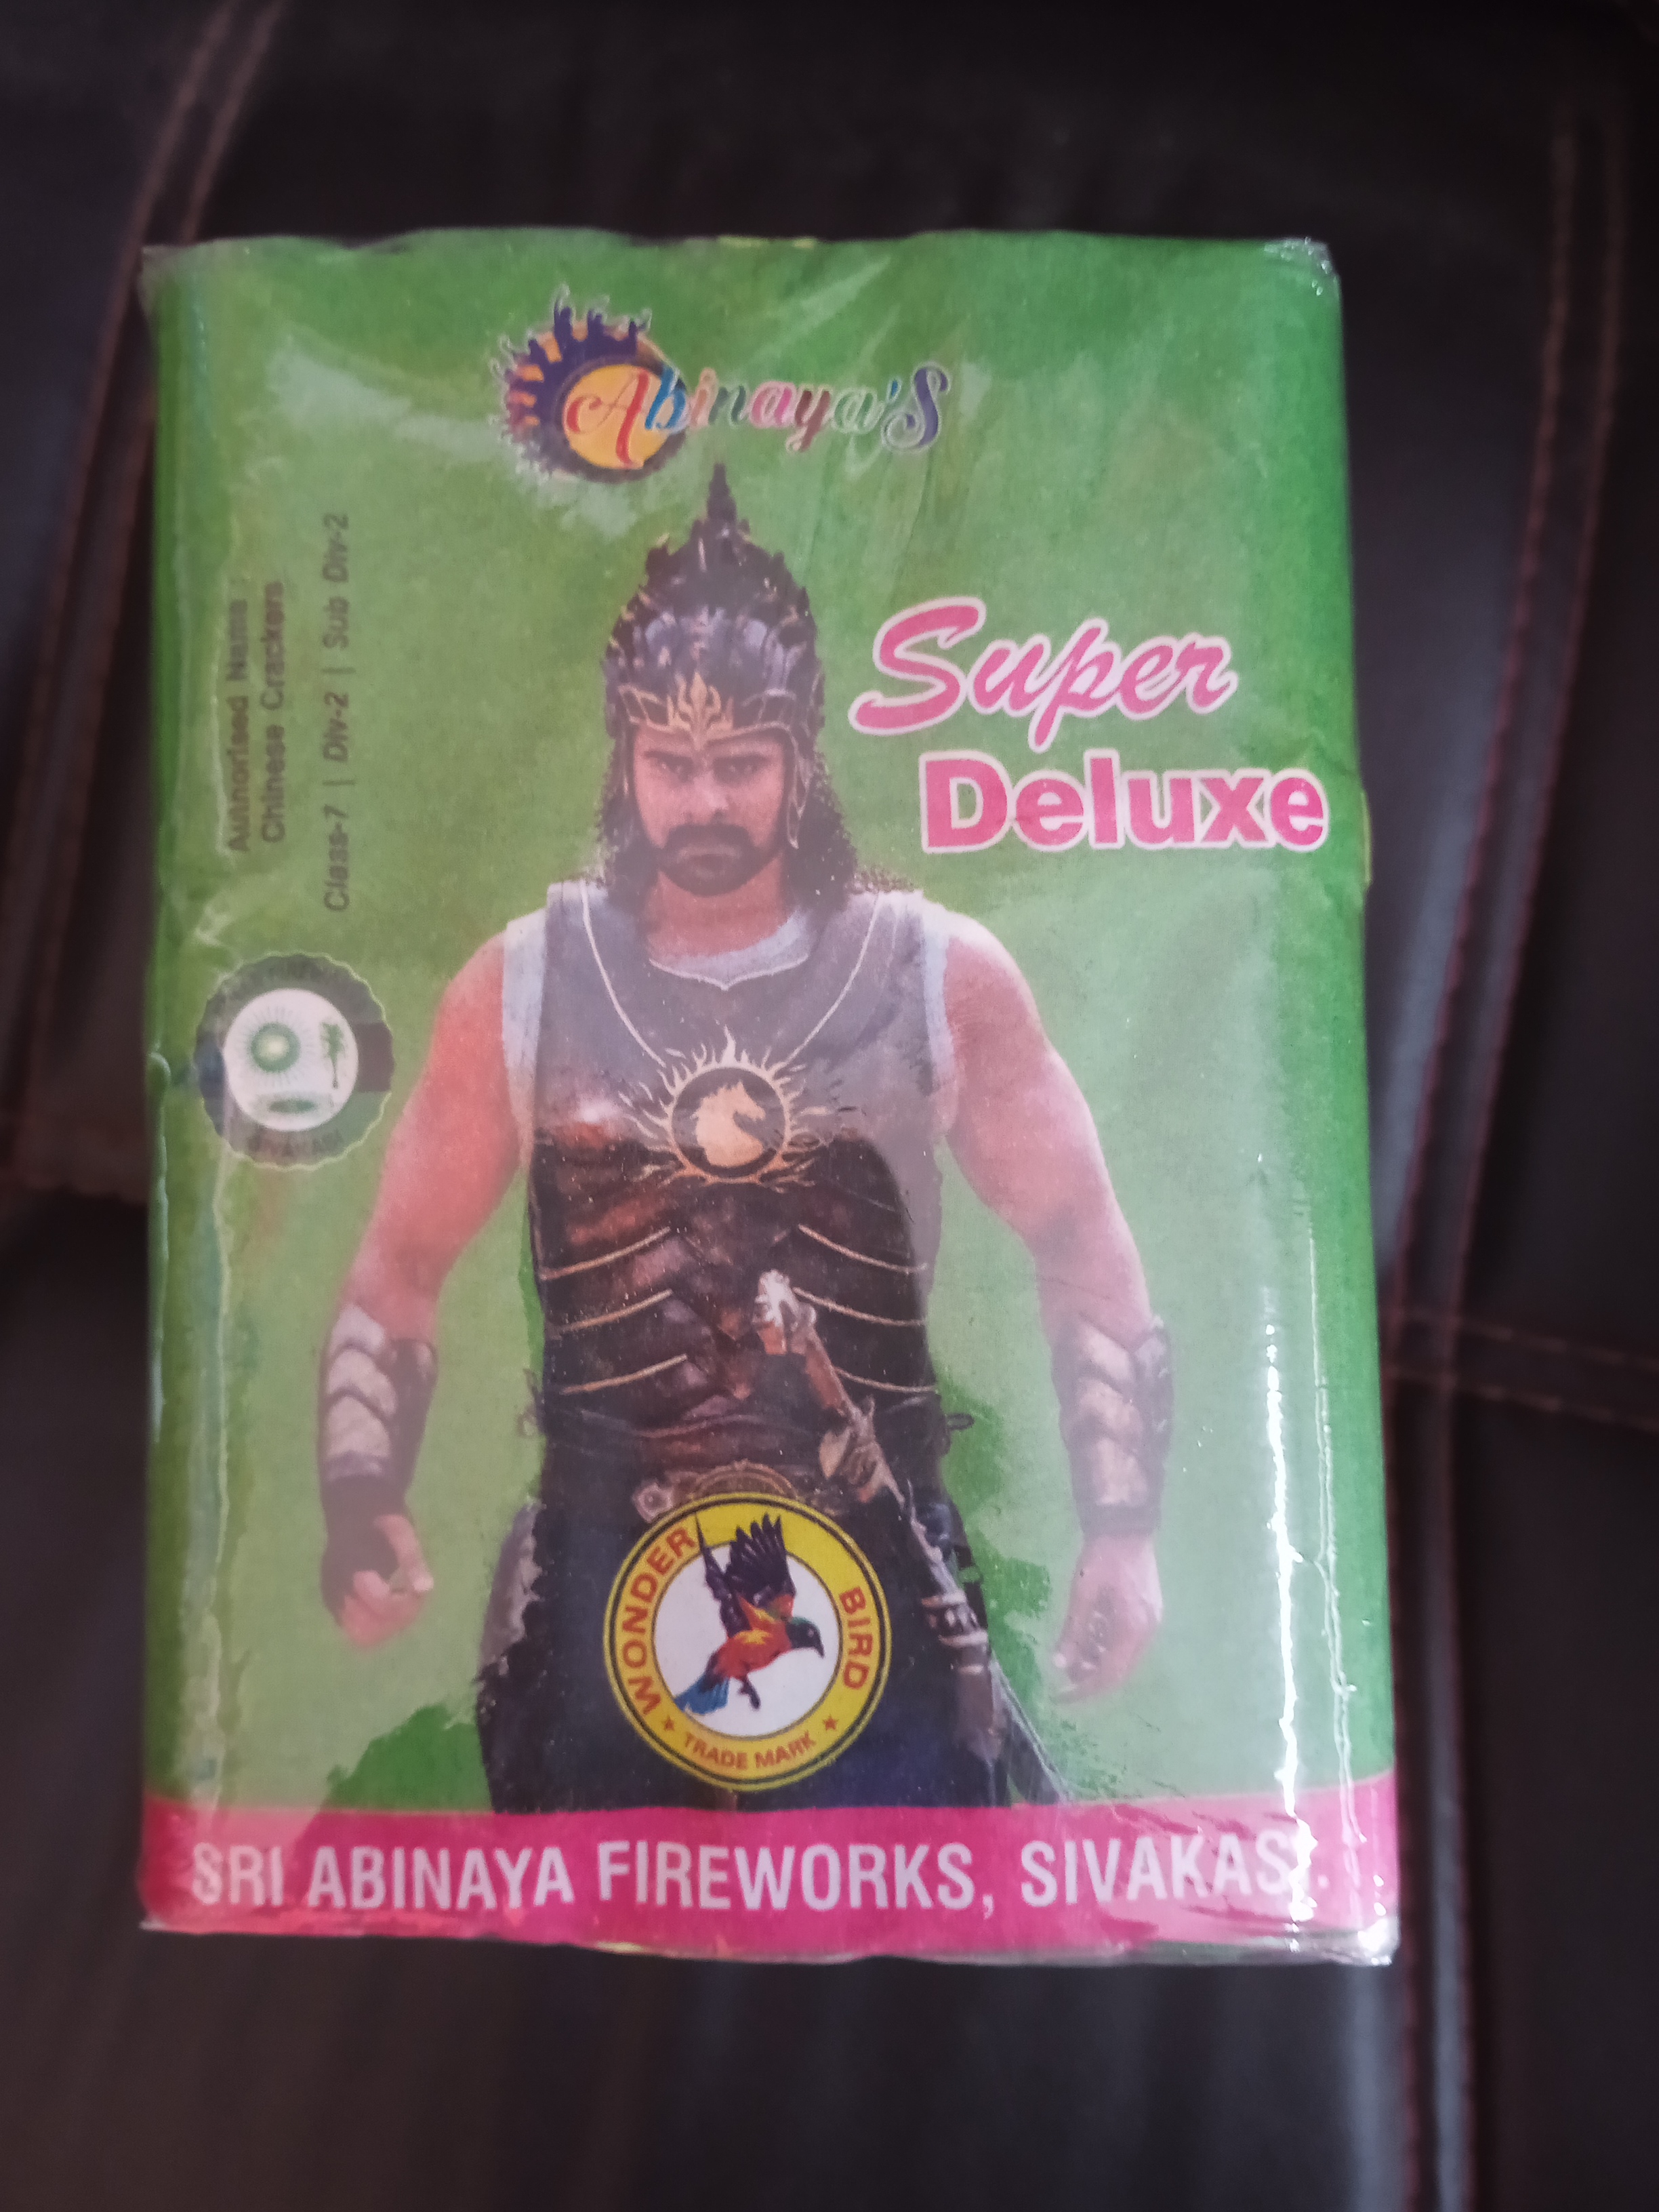 Abinaya'S
Authorised Name :
Chinese Crackers
Class-7 | Div-2 | Sub Div-2
Super
Deluxe
WONDER BIRD
TRADE MARK
SRI ABINAYA FIREWORKS, SIVAKASI.